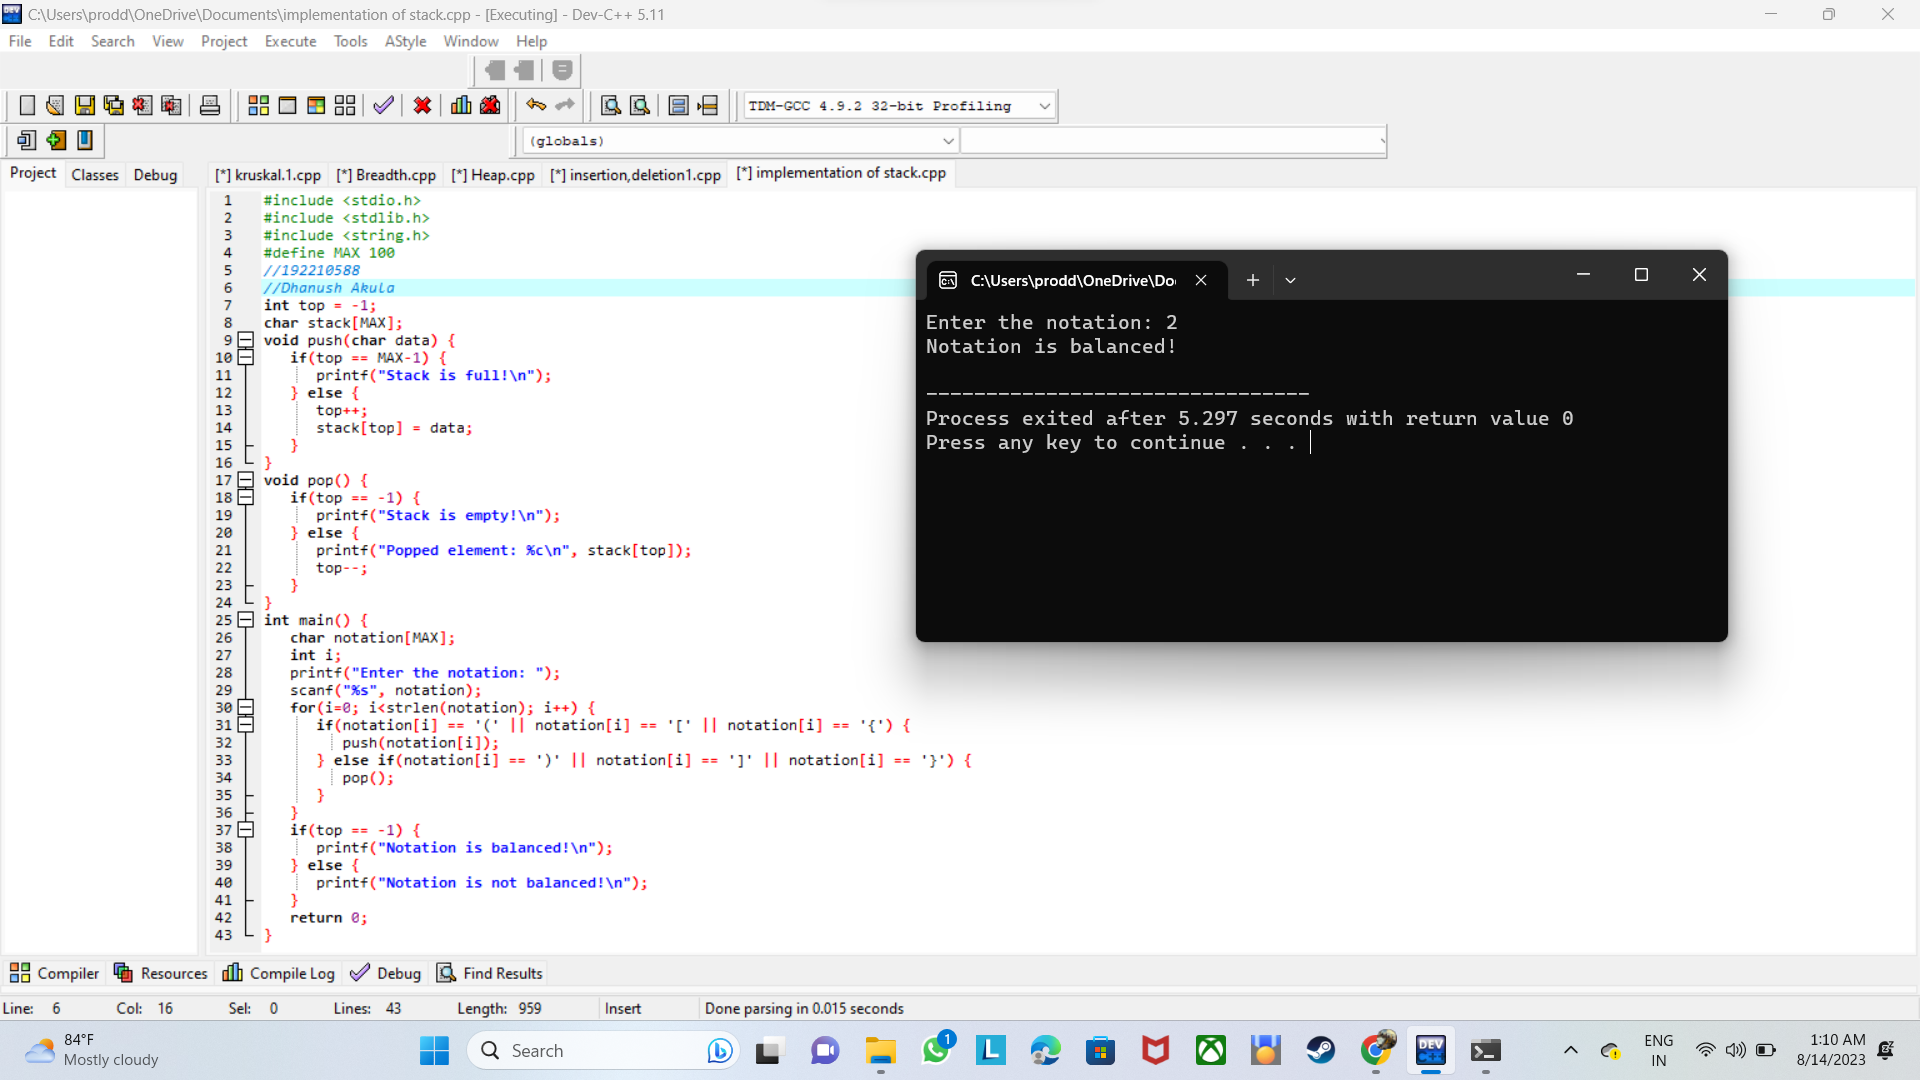 C:\Users\prodd\OneDrive\Documents\implementation of stack.cpp - [Executing] - Dev-C++ 5.11
File Edit Search View Project Execute Tools AStyle Window Help
TDM-GCC 4.9.2 32-bit Profiling
(globals)
Project Classes Debug
[*] kruskal.1.cpp [*] Breadth.cpp [*] Heap.cpp [*] insertion,deletion1.cpp [*] implementation of stack.cpp
1 #include <stdio.h>
2 #include <stdlib.h>
3 #include <string.h>
4 #define MAX 100
5 //192210588
6 //Dhanush Akula
7 int top = -1;
8 char stack[MAX];
9 void push(char data) {
10 if(top == MAX-1) {
11 printf("Stack is full!\n");
12 } else {
13 top++;
14 stack[top] = data;
15 }
16 }
17 void pop() {
18 if(top == -1) {
19 printf("Stack is empty!\n");
20 } else {
21 printf("Popped element: %c\n", stack[top]);
22 top--;
23 }
24 }
25 int main() {
26 char notation[MAX];
27 int i;
28 printf("Enter the notation: ");
29 scanf("%s", notation);
30 for(i=0; i<strlen(notation); i++) {
31 if(notation[i] == '(' || notation[i] == '[' || notation[i] == '{') {
32 push(notation[i]);
33 } else if(notation[i] == ')' || notation[i] == ']' || notation[i] == '}') {
34 pop();
35 }
36 }
37 if(top == -1) {
38 printf("Notation is balanced!\n");
39 } else {
40 printf("Notation is not balanced!\n");
41 }
42 return 0;
43 }
C:\Users\prodd\OneDrive\Do
Enter the notation: 2
Notation is balanced!
--------------------------------
Process exited after 5.297 seconds with return value 0
Press any key to continue . . .
Compiler Resources Compile Log Debug Find Results
Line: 6 Col: 16 Sel: 0 Lines: 43 Length: 959 Insert Done parsing in 0.015 seconds
84°F
Mostly cloudy
Search
1
L
DEV
C++
ENG
IN
1:10 AM
8/14/2023